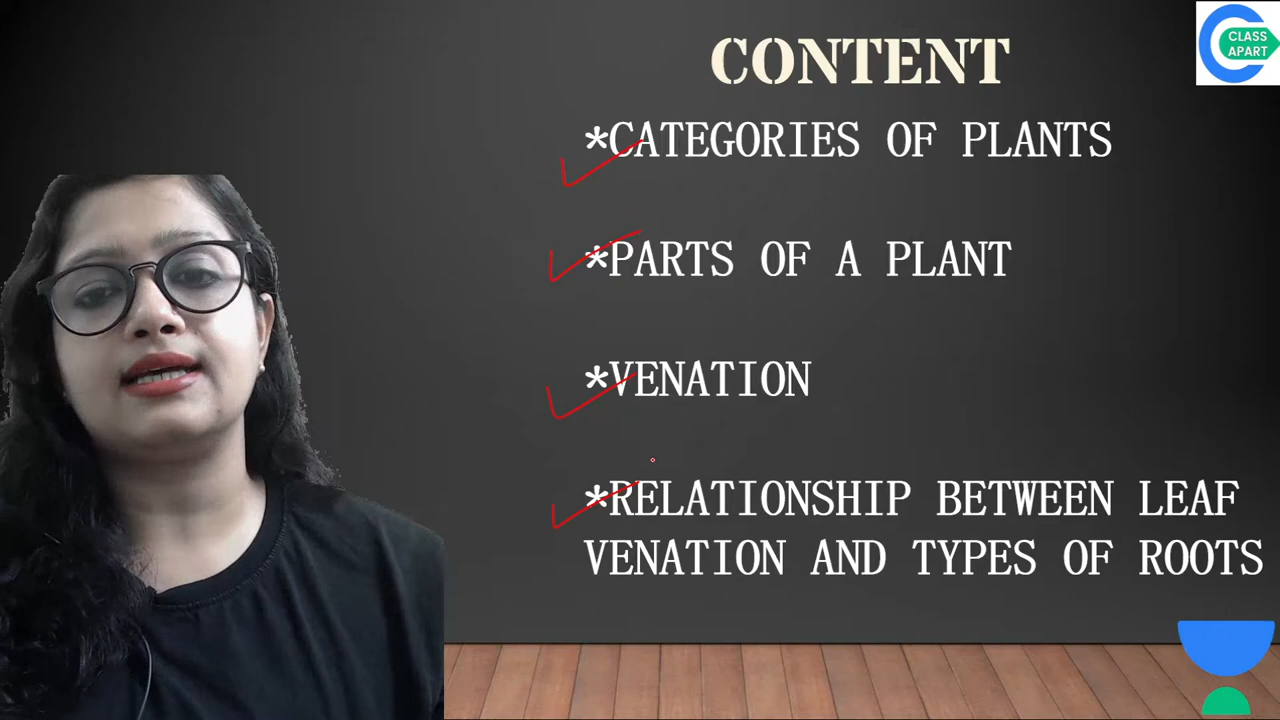 CONTENT
CLASS
APART
*CATEGORIES OF PLANTS
*PARTS OF A PLANT
*VENATION
*RELATIONSHIP BETWEEN LEAF
VENATION AND TYPES OF ROOTS